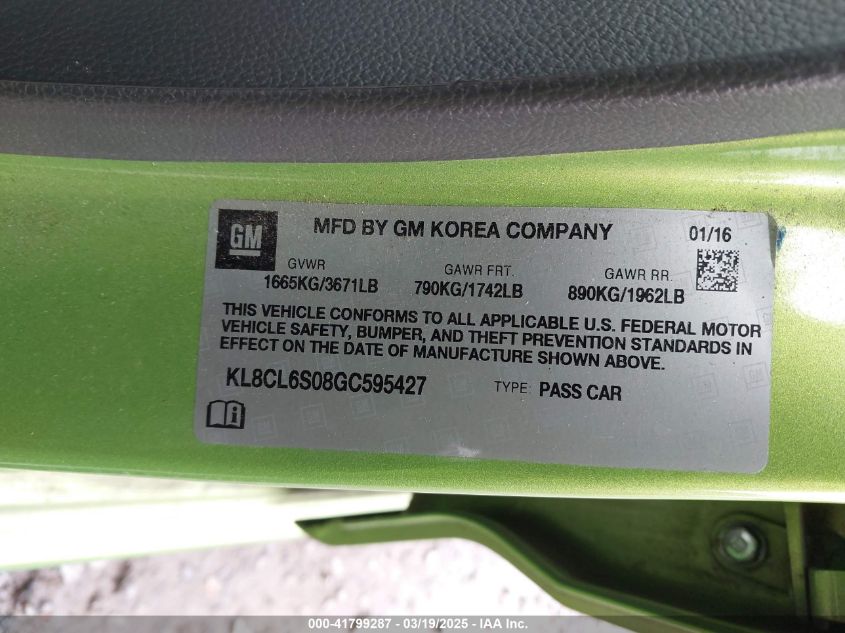 GM
MFD BY GM KOREA COMPANY 01/16
GVWR GAWR FRT. GAWR RR.
1665KG/3671LB 790KG/1742LB 890KG/1962LB
THIS VEHICLE CONFORMS TO ALL APPLICABLE U.S. FEDERAL MOTOR
VEHICLE SAFETY, BUMPER, AND THEFT PREVENTION STANDARDS IN
EFFECT ON THE DATE OF MANUFACTURE SHOWN ABOVE.
KL8CL6S08GC595427 TYPE: PASS CAR
000-41799287 - 03/19/2025 - IAA Inc.